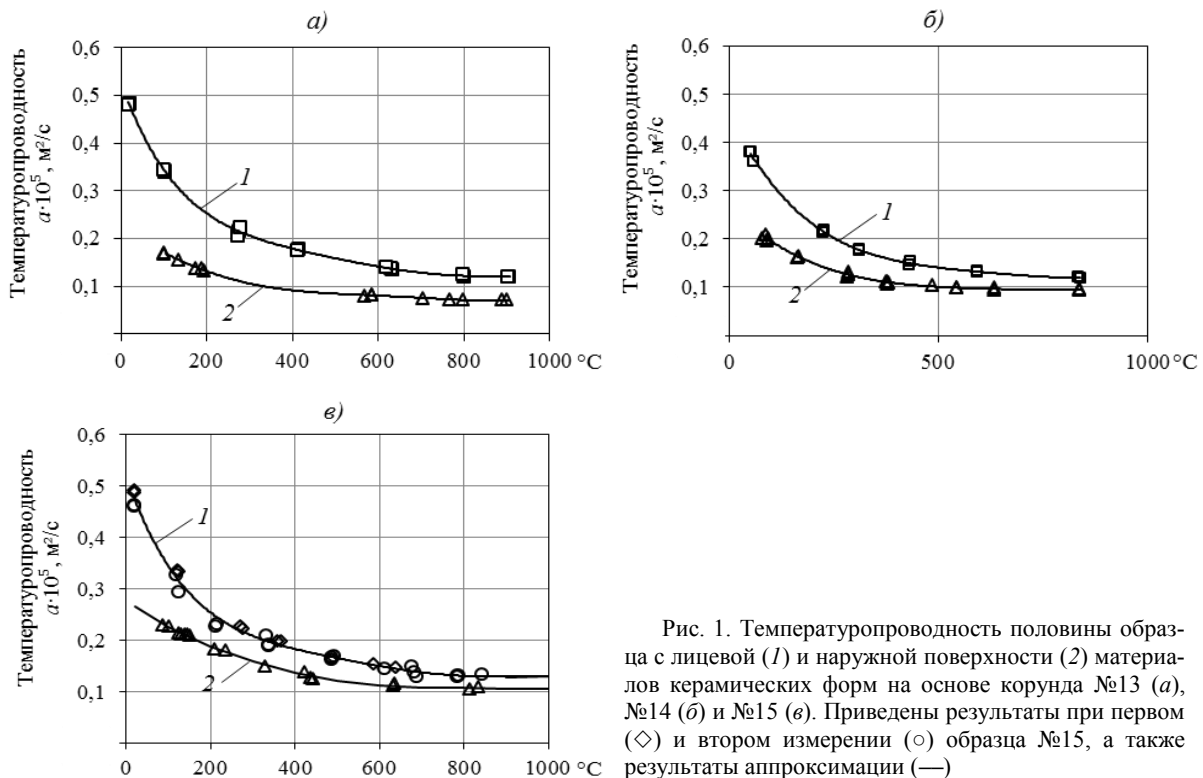 а)
Температуропроводность
a·10⁵, м²/с
0,6
0,5
0,4
0,3
0,2
0,1
1
2
0 200 400 600 800 1000 °C
б)
Температуропроводность
a·10⁵, м²/с
0,6
0,5
0,4
0,3
0,2
0,1
1
2
0 500 1000 °C
в)
Температуропроводность
a·10⁵, м²/с
0,6
0,5
0,4
0,3
0,2
0,1
1
2
0 200 400 600 800 1000 °C
Рис. 1. Температуропроводность половины образ-
ца с лицевой (1) и наружной поверхности (2) материа-
лов керамических форм на основе корунда №13 (а),
№14 (б) и №15 (в). Приведены результаты при первом
(◇) и втором измерении (○) образца №15, а также
результаты аппроксимации (—)